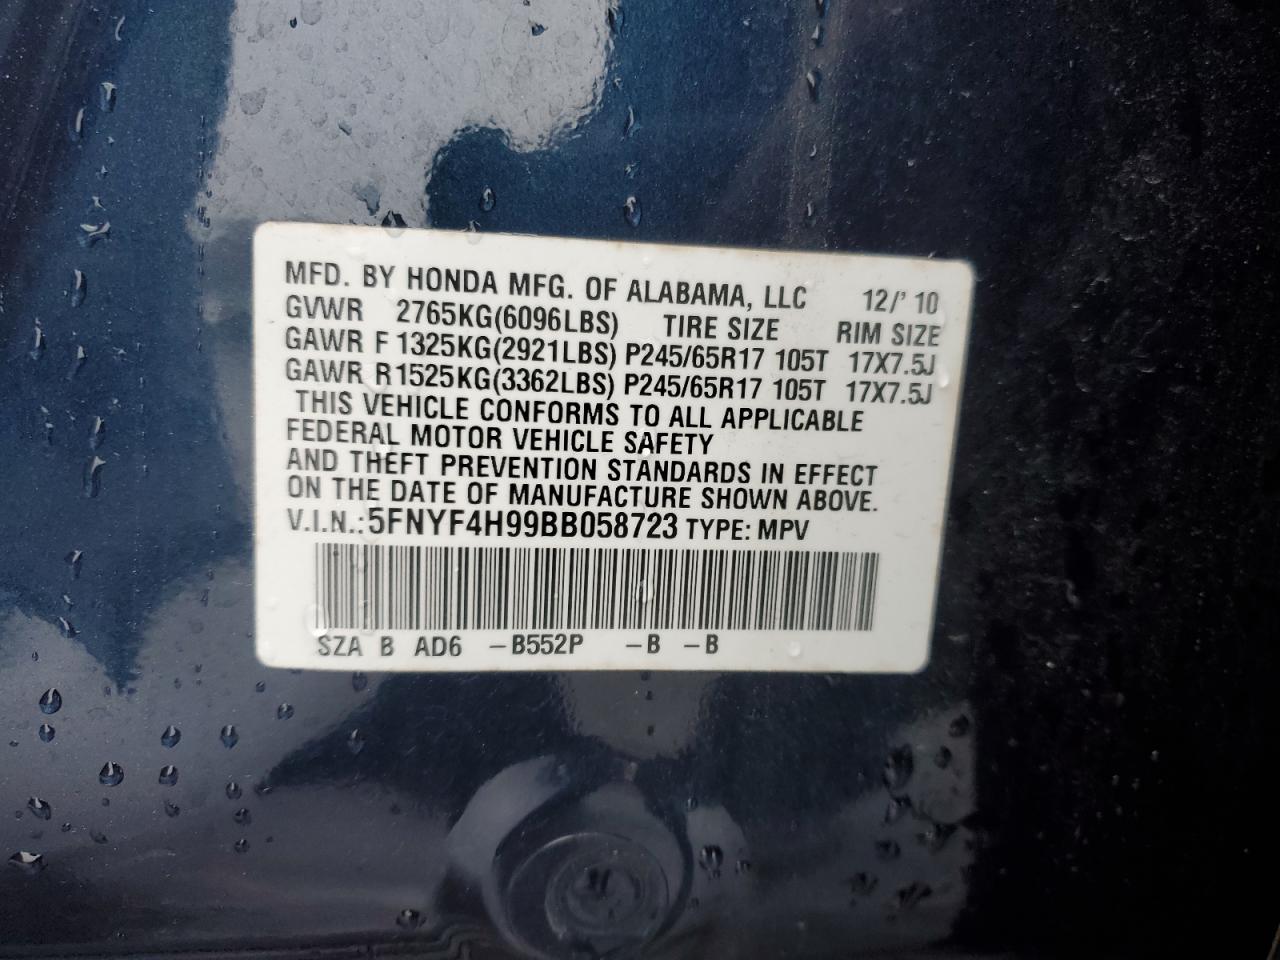 MFD. BY HONDA MFG. OF ALABAMA, LLC 12/' 10
GVWR 2765KG(6096LBS) TIRE SIZE RIM SIZE
GAWR F 1325KG(2921LBS) P245/65R17 105T 17X7.5J
GAWR R1525KG(3362LBS) P245/65R17 105T 17X7.5J
THIS VEHICLE CONFORMS TO ALL APPLICABLE
FEDERAL MOTOR VEHICLE SAFETY
AND THEFT PREVENTION STANDARDS IN EFFECT
ON THE DATE OF MANUFACTURE SHOWN ABOVE.
V.I.N.:5FNYF4H99BB058723 TYPE: MPV
SZA B AD6 -B552P -B -B